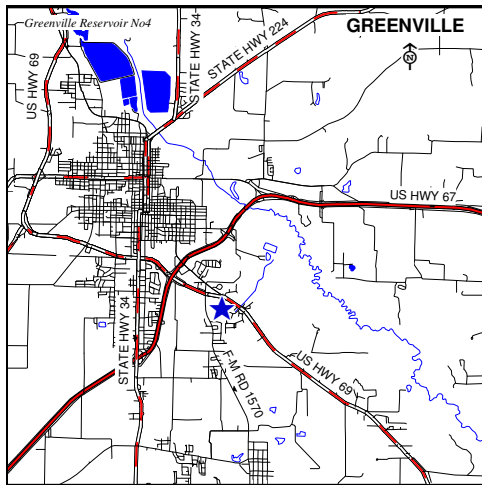 Greenville Reservoir No4
GREENVILLE
N
US HWY 69
STATE HWY 34
STATE HWY 224
US HWY 67
STATE HWY 34
F-M RD 1570
US HWY 69